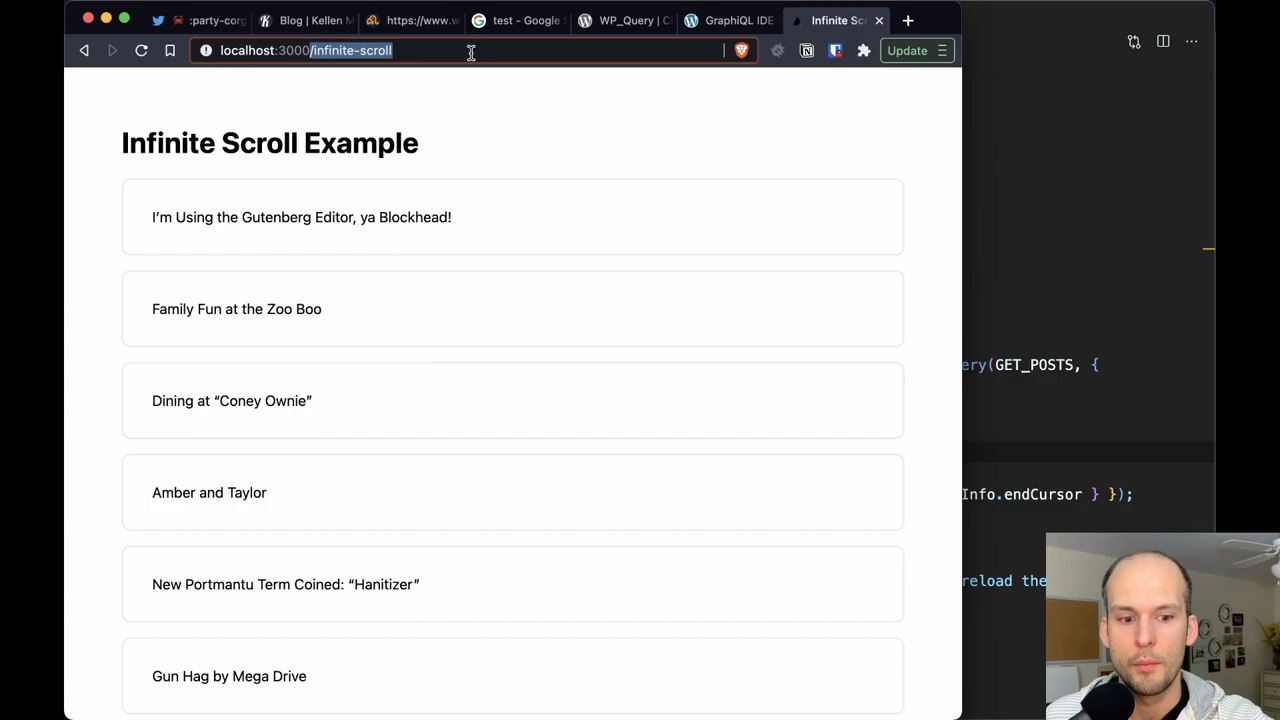 :party-corg
Blog | Kellen M
https://www.w
test - Google S
WP_Query | C
GraphiQL IDE
Infinite Sc
localhost:3000/infinite-scroll
Update
Infinite Scroll Example
I’m Using the Gutenberg Editor, ya Blockhead!
Family Fun at the Zoo Boo
ery(GET_POSTS, {
Dining at “Coney Ownie”
Amber and Taylor
Info.endCursor } });
New Portmantu Term Coined: “Hanitizer”
reload the
Gun Hag by Mega Drive